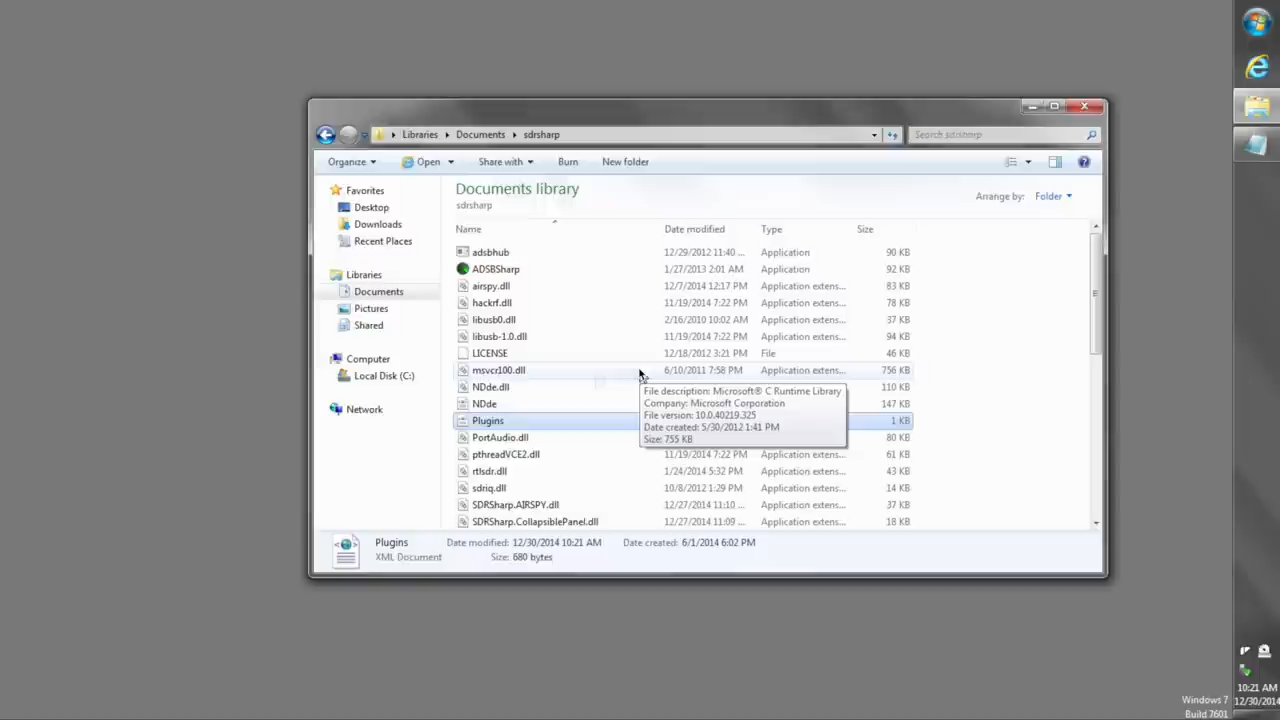 Libraries Documents sdrsharp Search sdrsharp
Organize Open Share with Burn New folder
Documents library
sdrsharp
Arrange by: Folder
Favorites
Desktop
Downloads
Recent Places
Libraries
Documents
Pictures
Shared
Computer
Local Disk (C:)
Network
Name Date modified Type Size
adsbhub 12/29/2012 11:40 ... Application 90 KB
ADSBSharp 1/27/2013 2:01 AM Application 92 KB
airspy.dll 12/7/2014 12:17 PM Application extens... 83 KB
hackrf.dll 11/19/2014 7:22 PM Application extens... 78 KB
libusb0.dll 2/16/2010 10:02 AM Application extens... 37 KB
libusb-1.0.dll 11/19/2014 7:22 PM Application extens... 94 KB
LICENSE 12/18/2012 3:21 PM File 46 KB
msvcr100.dll 6/10/2011 7:58 PM Application extens... 756 KB
NDde.dll 110 KB
NDde 147 KB
Plugins 1 KB
PortAudio.dll 80 KB
pthreadVCE2.dll 11/19/2014 7:22 PM Application extens... 61 KB
rtlsdr.dll 1/24/2014 5:32 PM Application extens... 43 KB
sdriq.dll 10/8/2012 1:29 PM Application extens... 14 KB
SDRSharp.AIRSPY.dll 12/27/2014 11:10 ... Application extens... 37 KB
SDRSharp.CollapsiblePanel.dll 12/27/2014 11:09 ... Application extens... 18 KB
File description: Microsoft® C Runtime Library
Company: Microsoft Corporation
File version: 10.0.40219.325
Date created: 5/30/2012 1:41 PM
Size: 755 KB
Plugins Date modified: 12/30/2014 10:21 AM Date created: 6/1/2014 6:02 PM
XML Document Size: 680 bytes
10:21 AM
12/30/2014
Windows 7
Build 7601